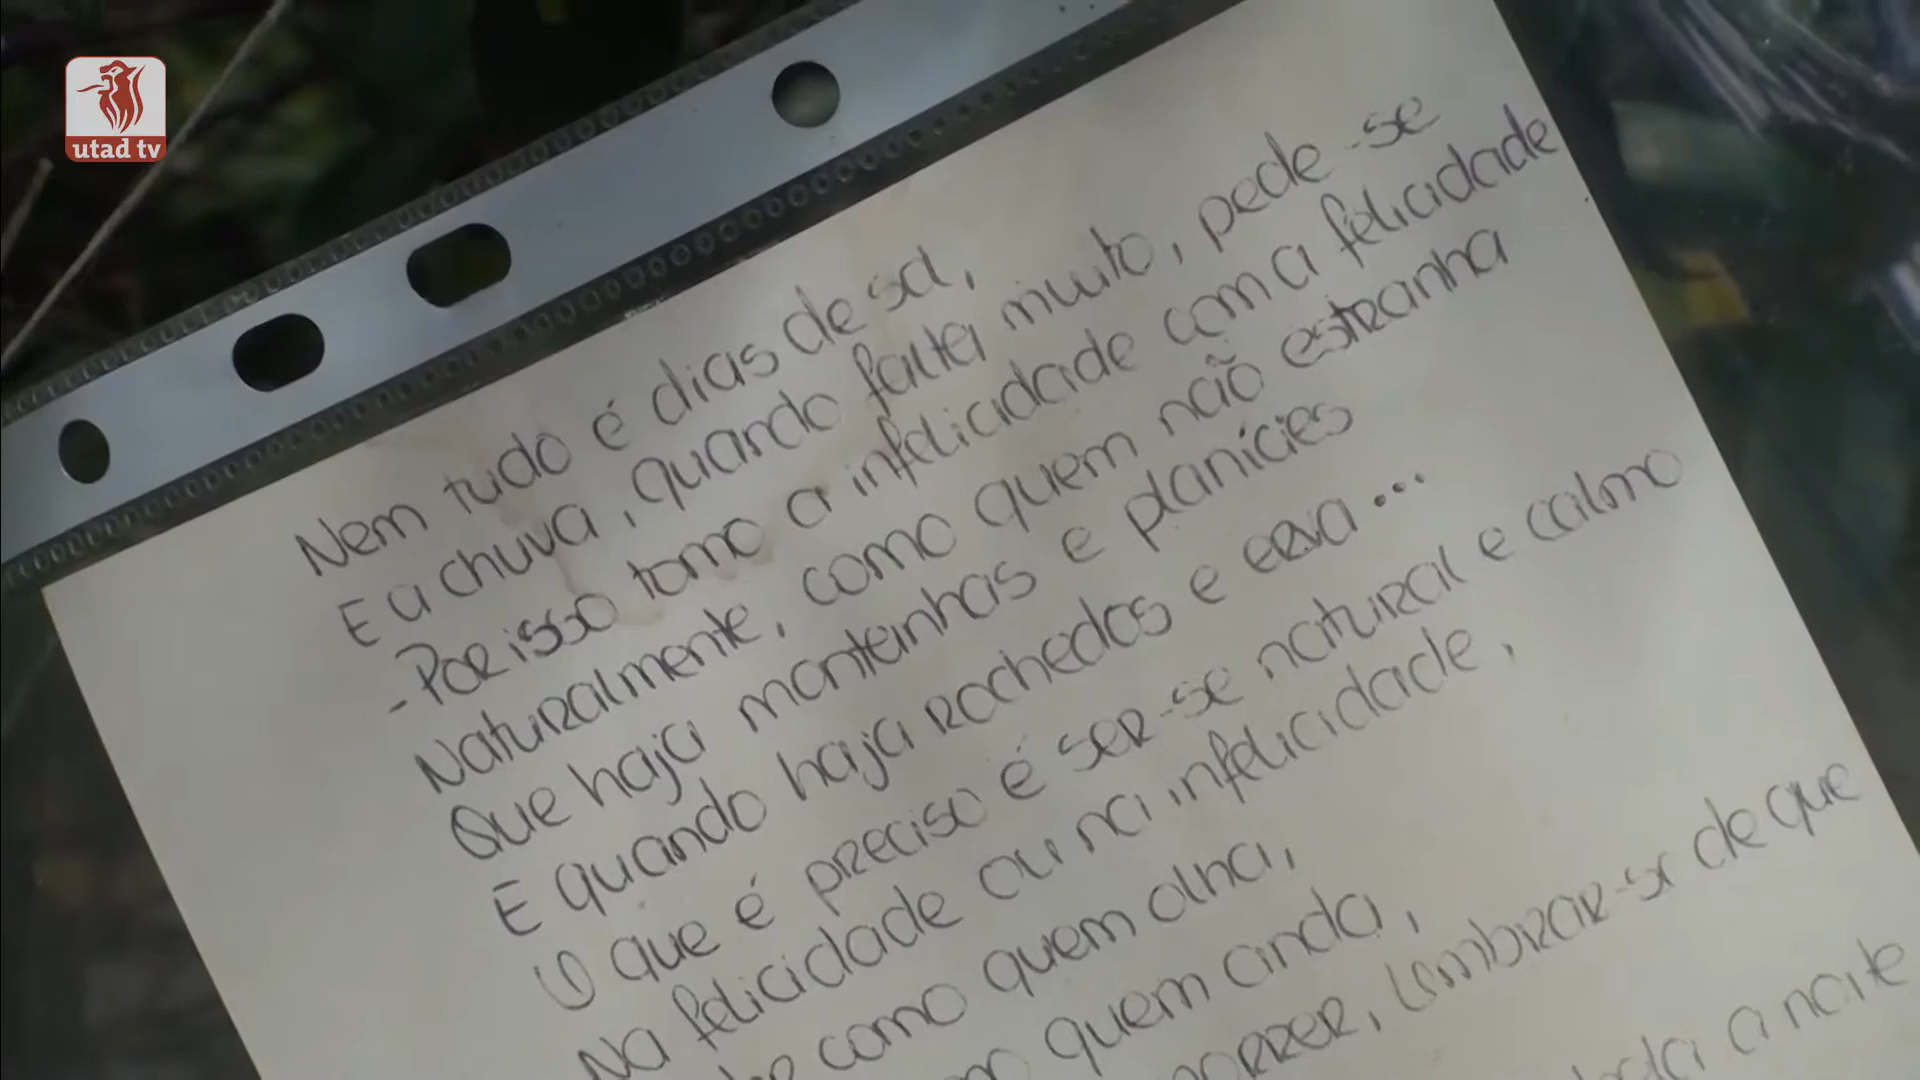 utad tv
Nem tudo é dias de sol,
E a chuva, quando falta muito, pede-se
-Por isso tomo a infelicidade com a felicidade
Naturalmente, como quem não estranha
Que haja montanhas e planícies
E quando haja rochedos e erva...
O que é preciso é ser-se natural e calmo
Na felicidade ou na infelicidade,
como quem olha,
quem anda,
lembrar-se de que
a noite